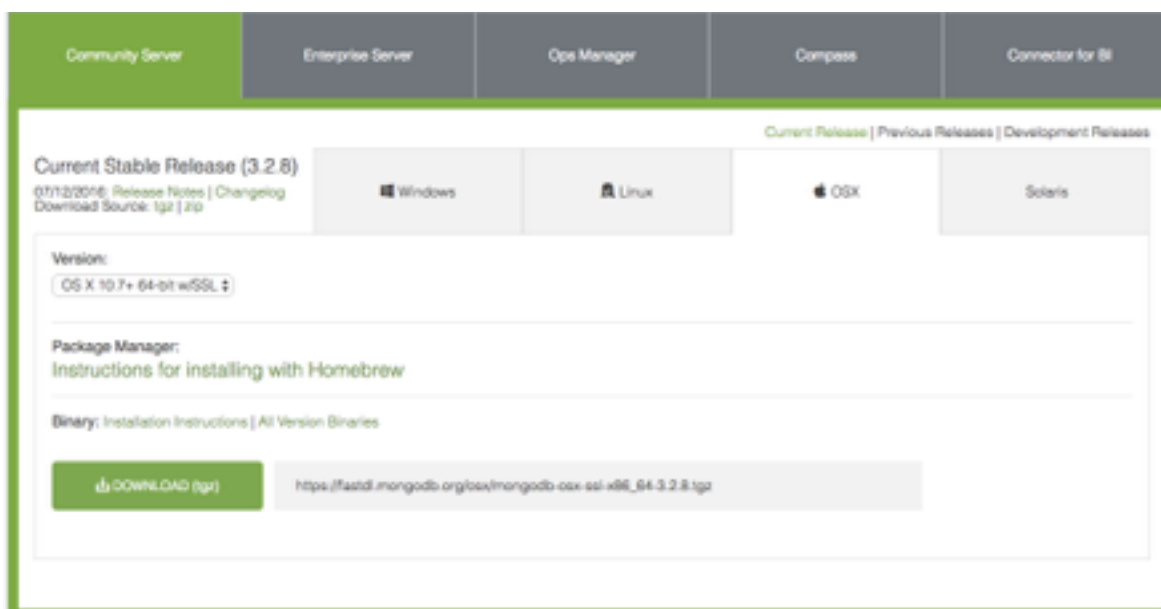 Community Server
Enterprise Server
Ops Manager
Compass
Connector for BI
Current Release | Previous Releases | Development Releases
Current Stable Release (3.2.8)
07/12/2016: Release Notes | Changelog
Download Source: tgz | zip
Windows
Linux
OSX
Solaris
Version:
OS X 10.7+ 64-bit w/SSL
Package Manager:
Instructions for installing with Homebrew
Binary: Installation Instructions | All Version Binaries
DOWNLOAD (tgz)
https://fastdl.mongodb.org/osx/mongodb-osx-ssl-x86_64-3.2.8.tgz